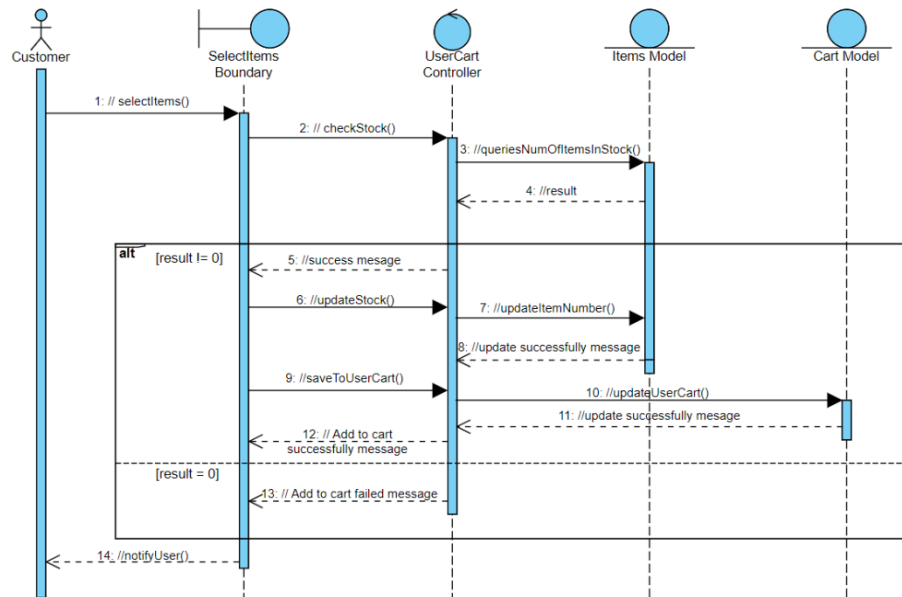 Customer
SelectItems
Boundary
UserCart
Controller
Items Model
Cart Model
1: // selectItems()
2: // checkStock()
3: //queriesNumOfItemsInStock()
4: //result
alt
[result != 0]
5: //success mesage
6: //updateStock()
7: //updateItemNumber()
8: //update successfully message
9: //saveToUserCart()
10: //updateUserCart()
11: //update successfully mesage
12: // Add to cart
successfully message
[result = 0]
13: // Add to cart failed message
14: //notifyUser()